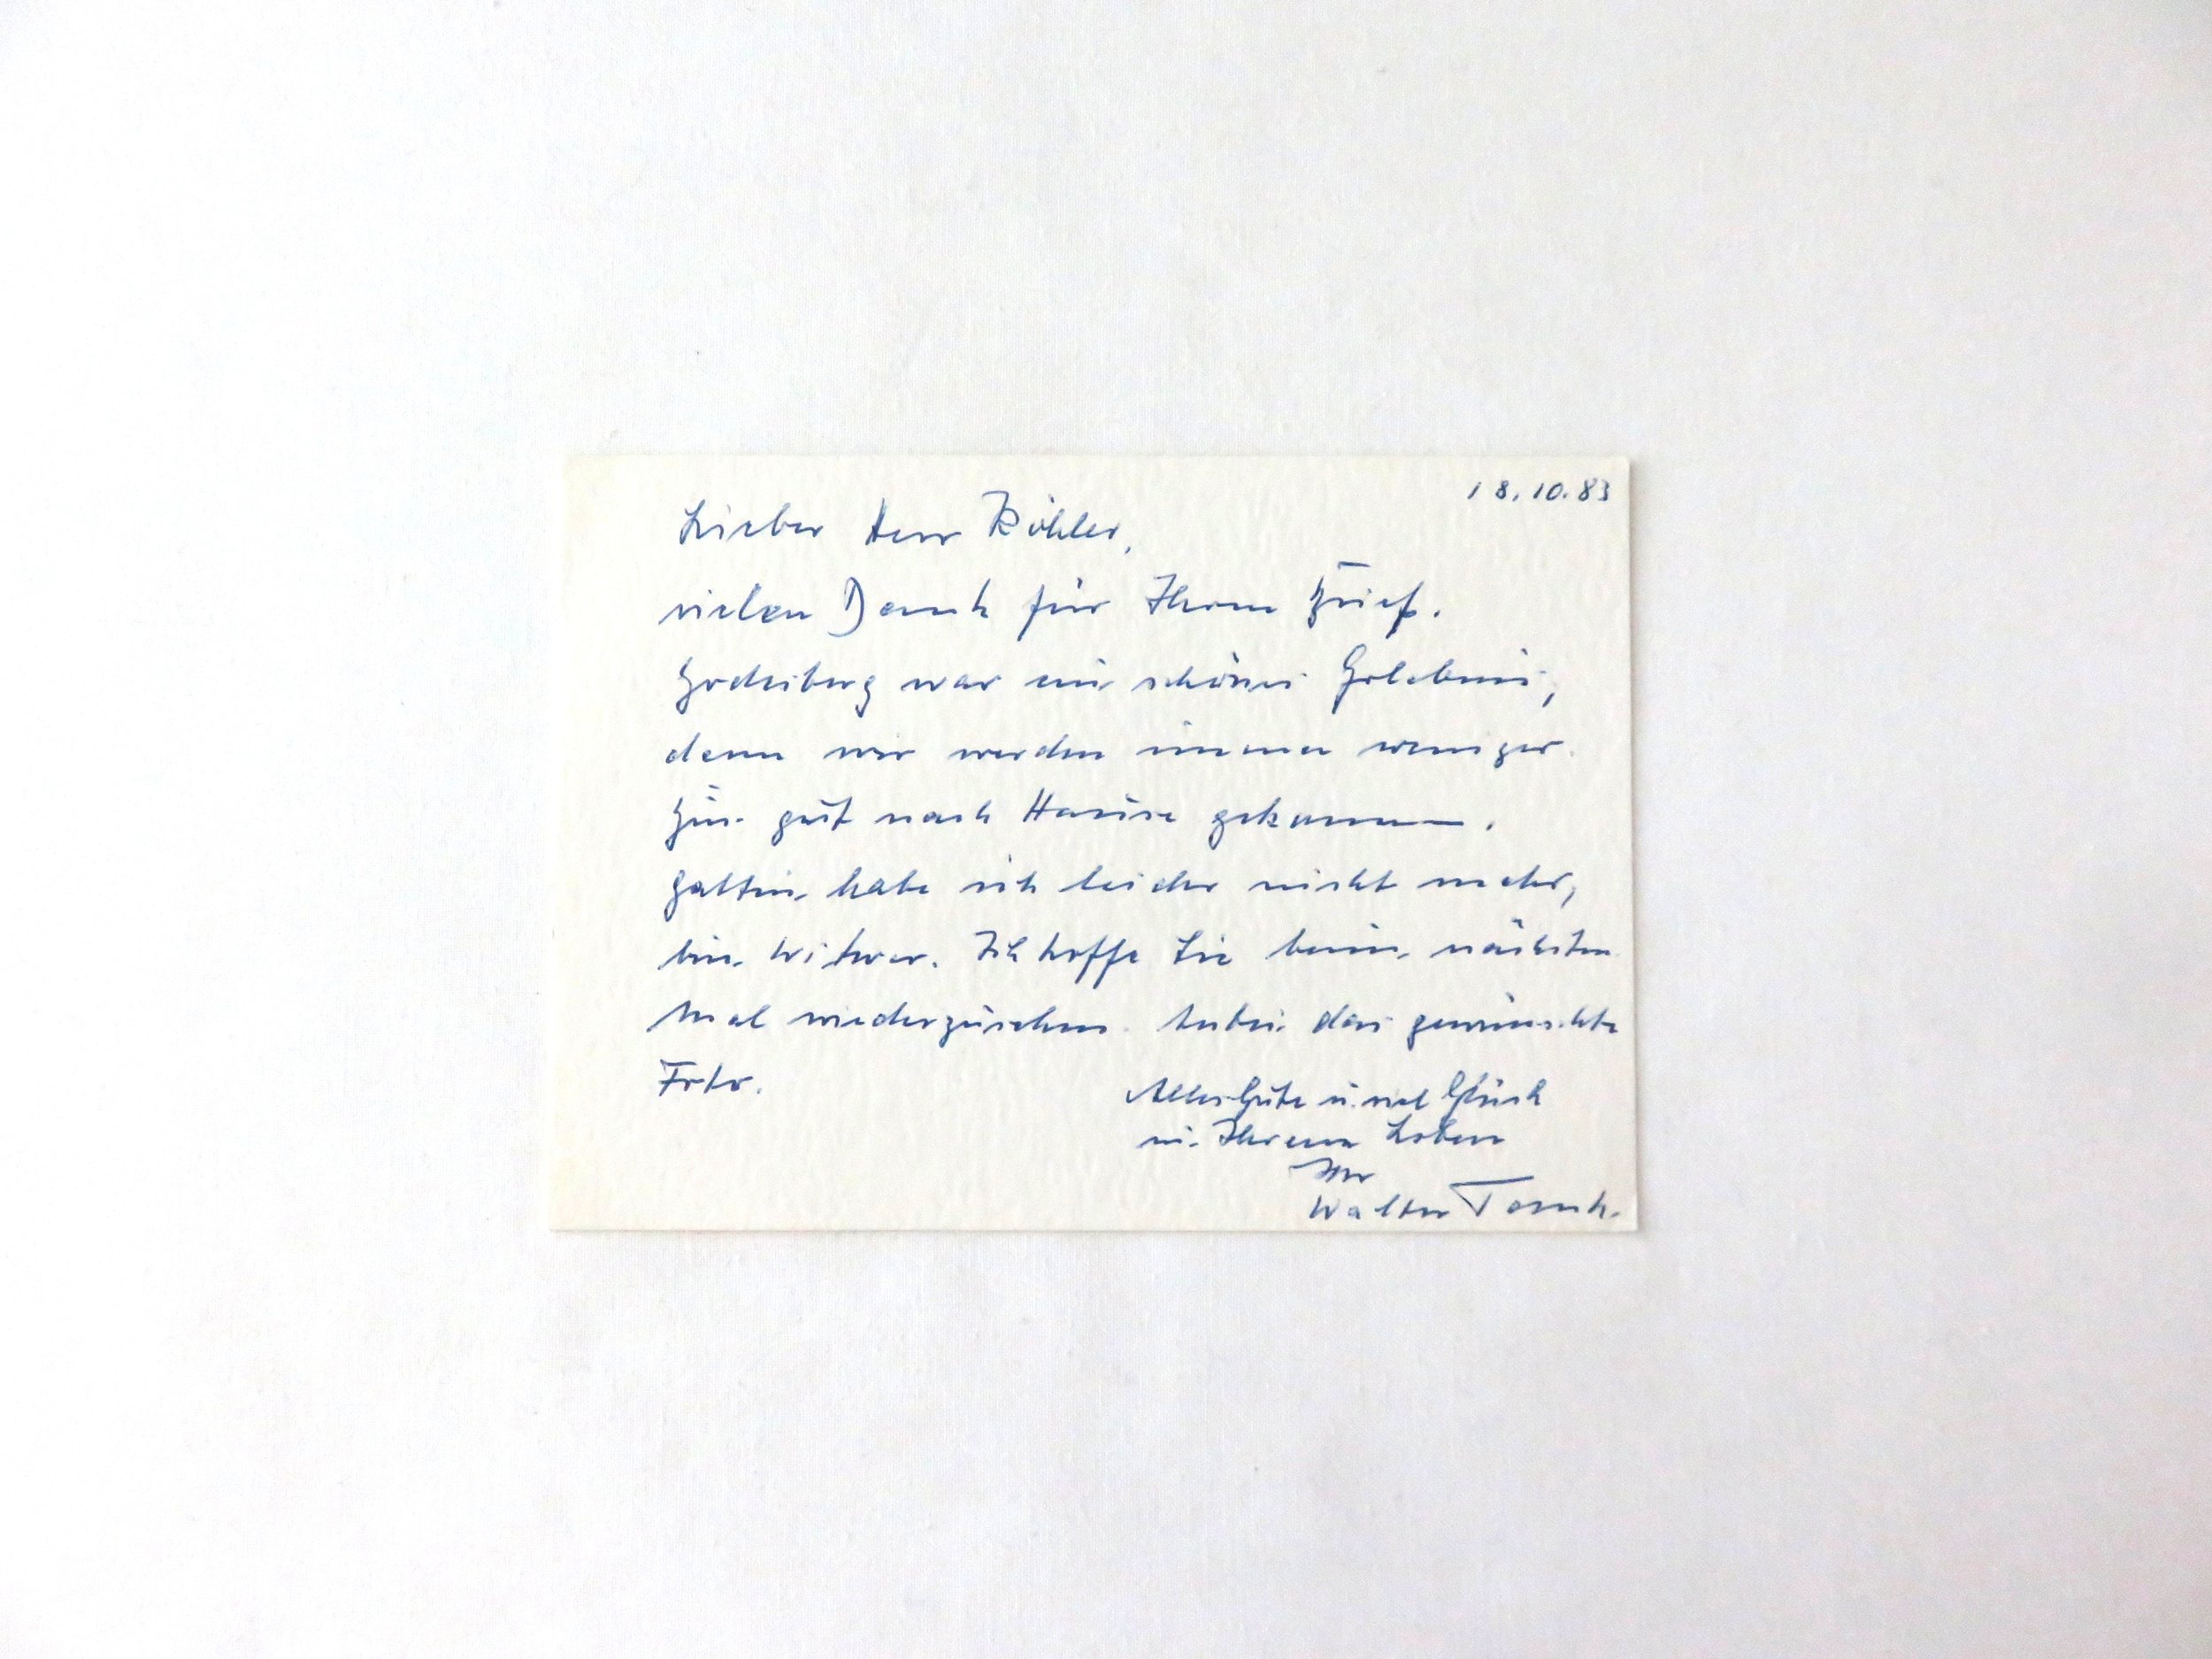 18.10.83
Lieber Herr Köhler,
vielen Dank für Ihren Brief.
Godesberg war ein schönes Erlebnis,
denn wir werden immer weniger.
Bin gut nach Hause gekommen.
Gattin habe ich leider nicht mehr,
bin Witwer. Ich hoffe Sie beim nächsten
Mal wiederzusehen. Anbei das gewünschte
Foto.
Alles Gute u. viel Glück
in Ihrem Leben
Ihr
Walter